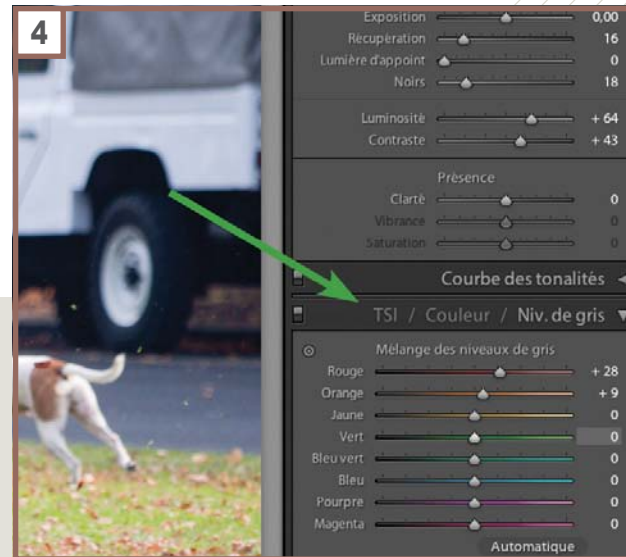 4
Exposition 0,00
Récupération 16
Lumière d'appoint 0
Noirs 18
Luminosité + 64
Contraste + 43
Présence
Clarté 0
Vibrance 0
Saturation 0
Courbe des tonalités
TSI / Couleur / Niv. de gris
Mélange des niveaux de gris
Rouge + 28
Orange + 9
Jaune 0
Vert 0
Bleu vert 0
Bleu 0
Pourpre 0
Magenta 0
Automatique